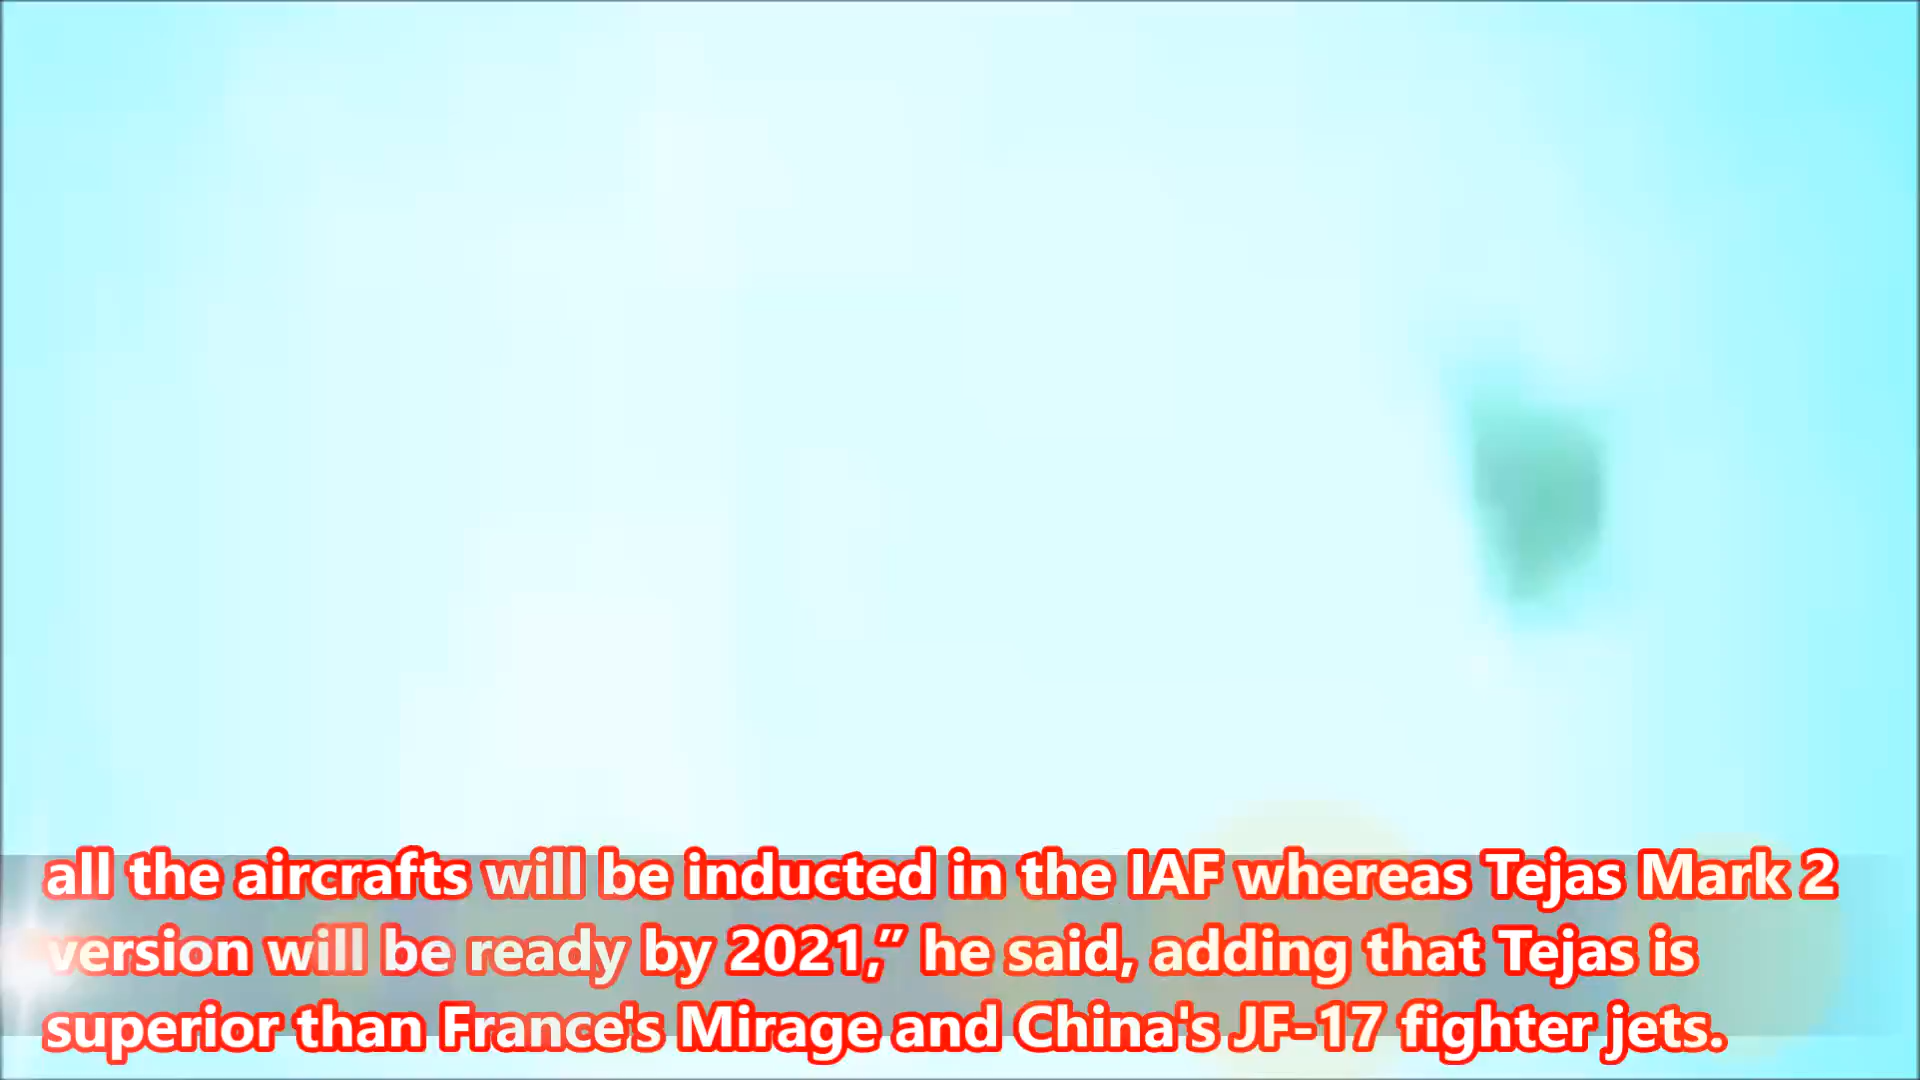 all the aircrafts will be inducted in the IAF whereas Tejas Mark 2
version will be ready by 2021,” he said, adding that Tejas is
superior than France's Mirage and China's JF-17 fighter jets.